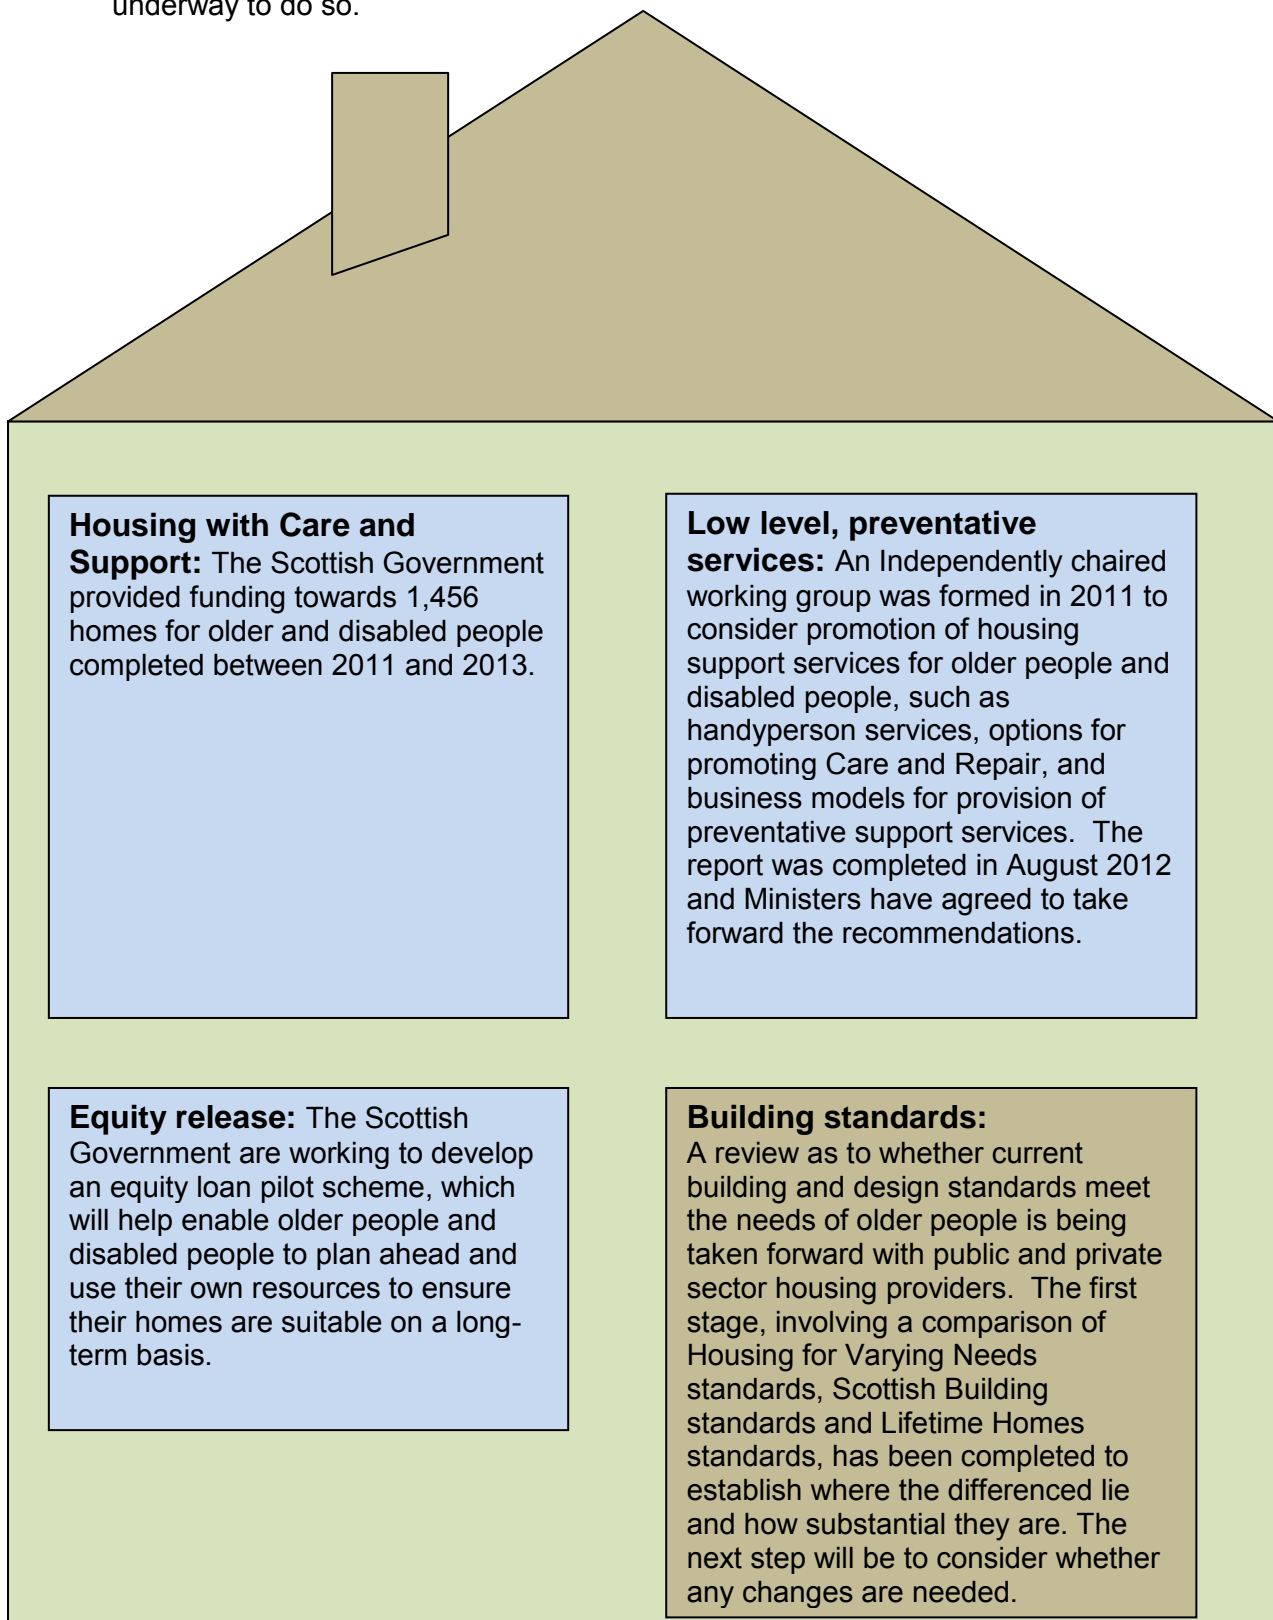 underway to do so.
Housing with Care and
Support: The Scottish Government
provided funding towards 1,456
homes for older and disabled people
completed between 2011 and 2013.
Low level, preventative
services: An Independently chaired
working group was formed in 2011 to
consider promotion of housing
support services for older people and
disabled people, such as
handyperson services, options for
promoting Care and Repair, and
business models for provision of
preventative support services.  The
report was completed in August 2012
and Ministers have agreed to take
forward the recommendations.
Equity release: The Scottish
Government are working to develop
an equity loan pilot scheme, which
will help enable older people and
disabled people to plan ahead and
use their own resources to ensure
their homes are suitable on a long-
term basis.
Building standards:
A review as to whether current
building and design standards meet
the needs of older people is being
taken forward with public and private
sector housing providers.  The first
stage, involving a comparison of
Housing for Varying Needs
standards, Scottish Building
standards and Lifetime Homes
standards, has been completed to
establish where the differenced lie
and how substantial they are. The
next step will be to consider whether
any changes are needed.